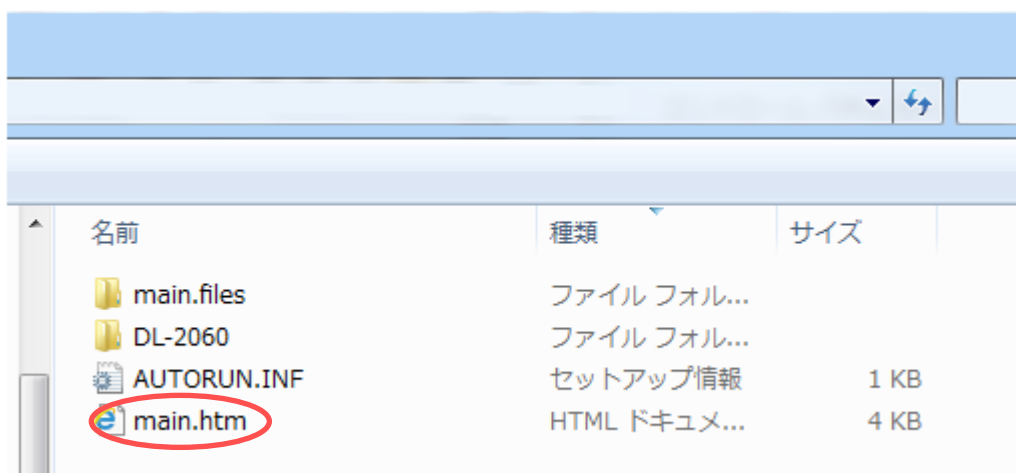 名前 種類 サイズ
main.files ファイル フォル...
DL-2060 ファイル フォル...
AUTORUN.INF セットアップ情報 1 KB
main.htm HTML ドキュメ... 4 KB